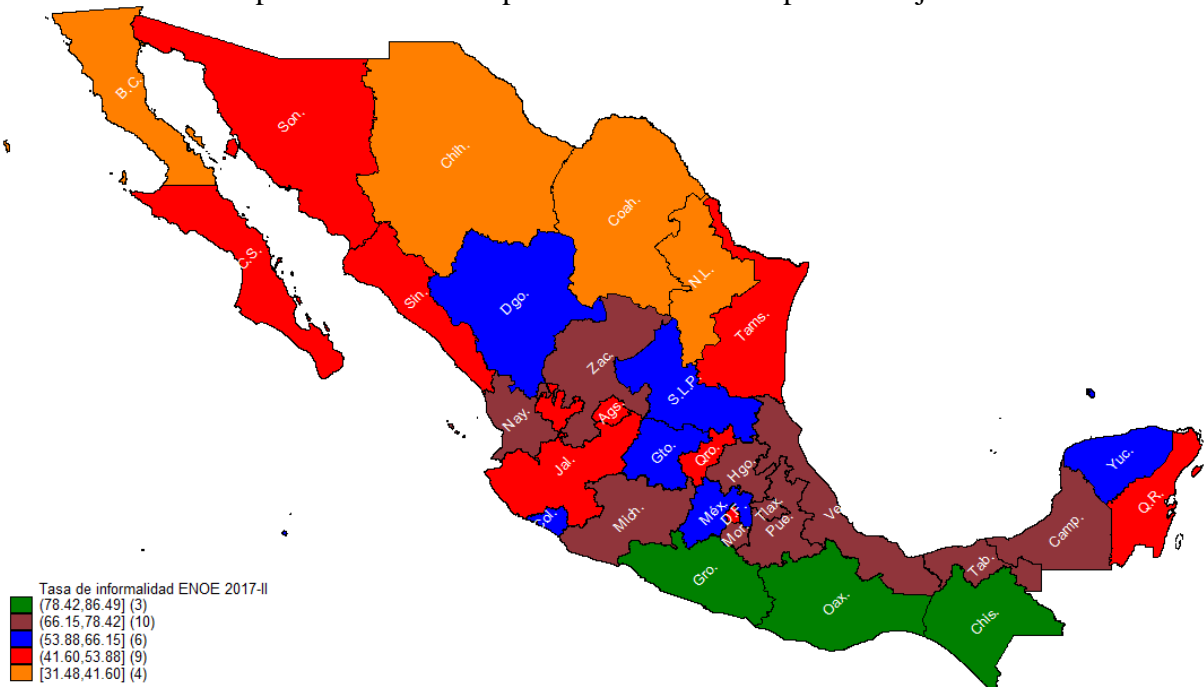 B.C.
Son.
Chih.
Coah.
C.S.
Sin.
Dgo.
N.L.
Tams.
Zac.
S.L.P.
Nay.
Ags.
Jal.
Gto.
Qro.
Hgo.
Yuc.
Q.R.
Col.
Mich.
Méx.
D.F.
Mor.
Tlax.
Pue.
Ve
Camp.
Tab.
Gro.
Oax.
Chis.
Tasa de informalidad ENOE 2017-II
(78.42,86.49] (3)
(66.15,78.42] (10)
(53.88,66.15] (6)
(41.60,53.88] (9)
[31.48,41.60] (4)